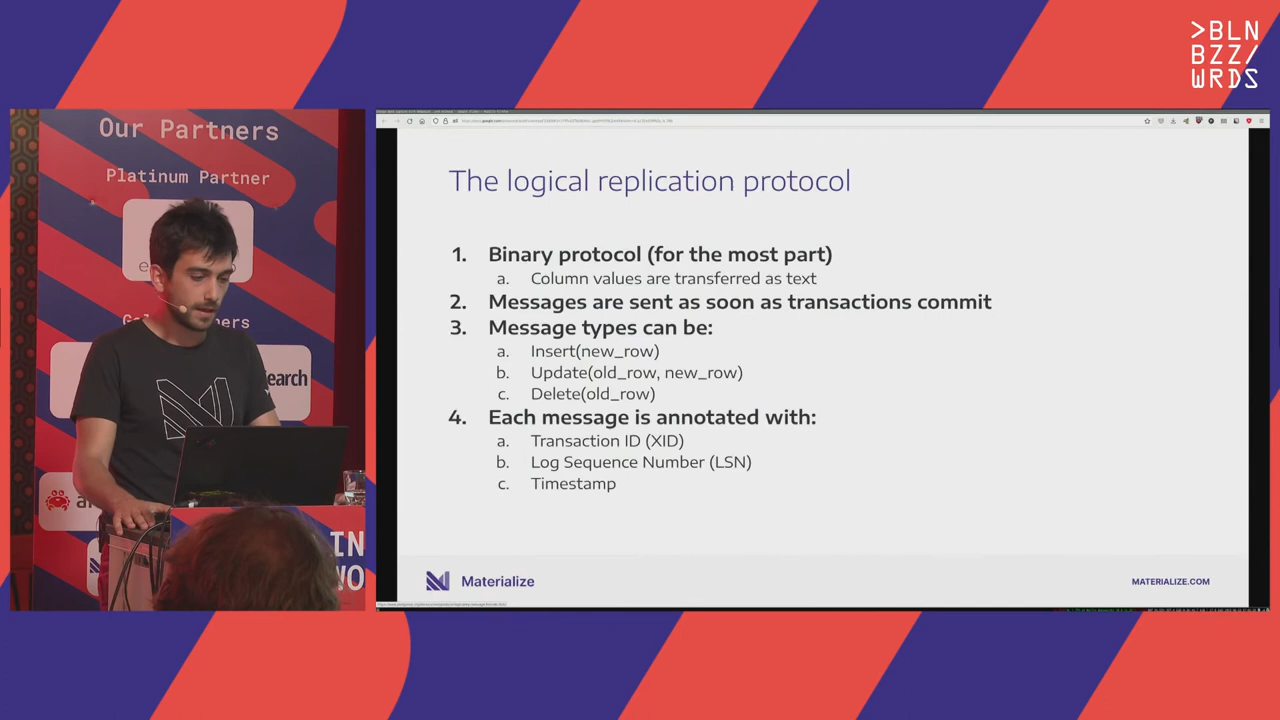 >BLN
BZZ/
WRDS
Our Partners
Platinum Partner
earch
The logical replication protocol
1. Binary protocol (for the most part)
a. Column values are transferred as text
2. Messages are sent as soon as transactions commit
3. Message types can be:
a. Insert(new_row)
b. Update(old_row, new_row)
c. Delete(old_row)
4. Each message is annotated with:
a. Transaction ID (XID)
b. Log Sequence Number (LSN)
c. Timestamp
Materialize
MATERIALIZE.COM